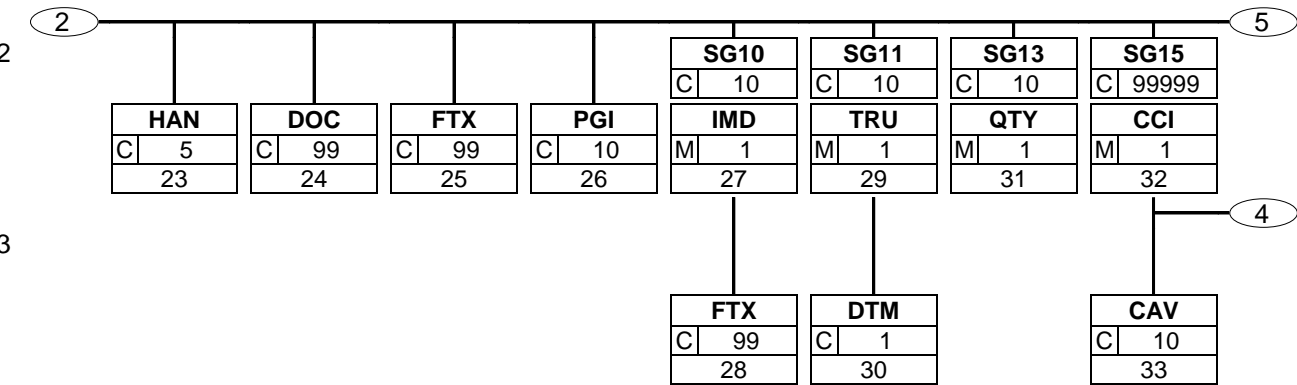 2 5
2 SG10 SG11 SG13 SG15
C 10 C 10 C 10 C 99999
HAN DOC FTX PGI IMD TRU QTY CCI
C 5 C 99 C 99 C 10 M 1 M 1 M 1 M 1
23 24 25 26 27 29 31 32
4
3
FTX DTM CAV
C 99 C 1 C 10
28 30 33